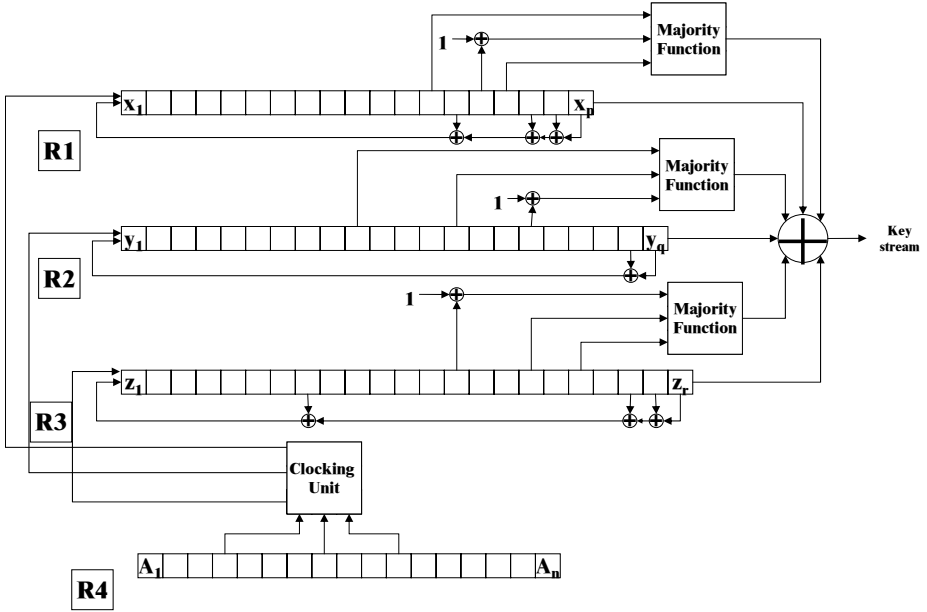 Majority
Function
1
x1
xp
R1
Majority
Function
1
y1
yq
Key
stream
R2
1
Majority
Function
z1
zr
R3
Clocking
Unit
A1
An
R4